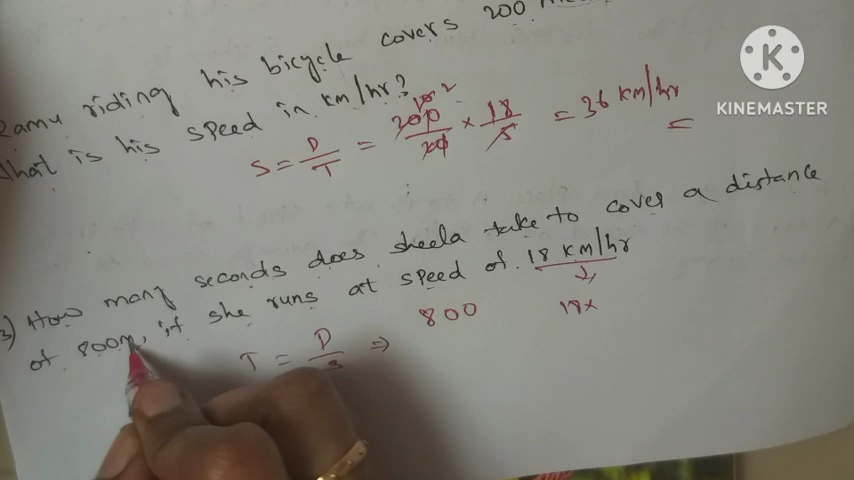 Ramu riding his bicycle covers 200
What is his speed in km/hr?
S = D/T = 200/20 × 18/5 = 36 km/hr
3) How many seconds does sheela take to cover a distance
of 800m, if she runs at speed of 18 km/hr
T = D/S ⇒ 800 18×
KINEMASTER